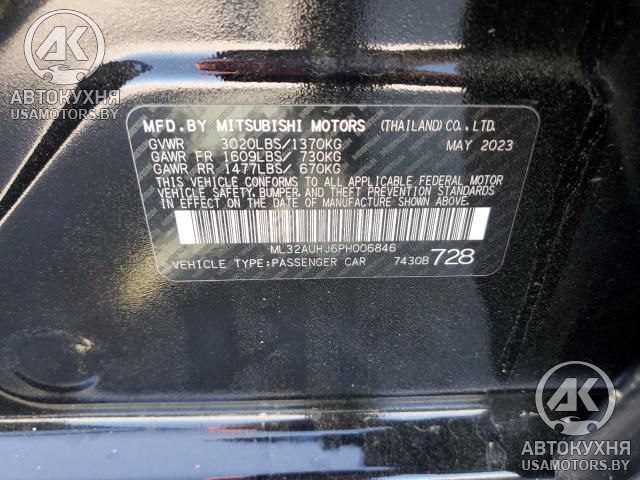 AK
АВТОКУХНЯ
USAMOTORS.BY
MFD.BY MITSUBISHI MOTORS (THAILAND) CO., LTD.
GVWR 3020LBS/1370KG MAY 2023
GAWR FR 1609LBS/ 730KG
GAWR RR 1477LBS/ 670KG
THIS VEHICLE CONFORMS TO ALL APPLICABLE FEDERAL MOTOR
VEHICLE SAFETY, BUMPER, AND THEFT PREVENTION STANDARDS
IN EFFECT ON THE DATE OF MANUFACTURE SHOWN ABOVE.
ML32AUHJ6PH006846
VEHICLE TYPE:PASSENGER CAR 7430B 728
AK
АВТОКУХНЯ
USAMOTORS.BY